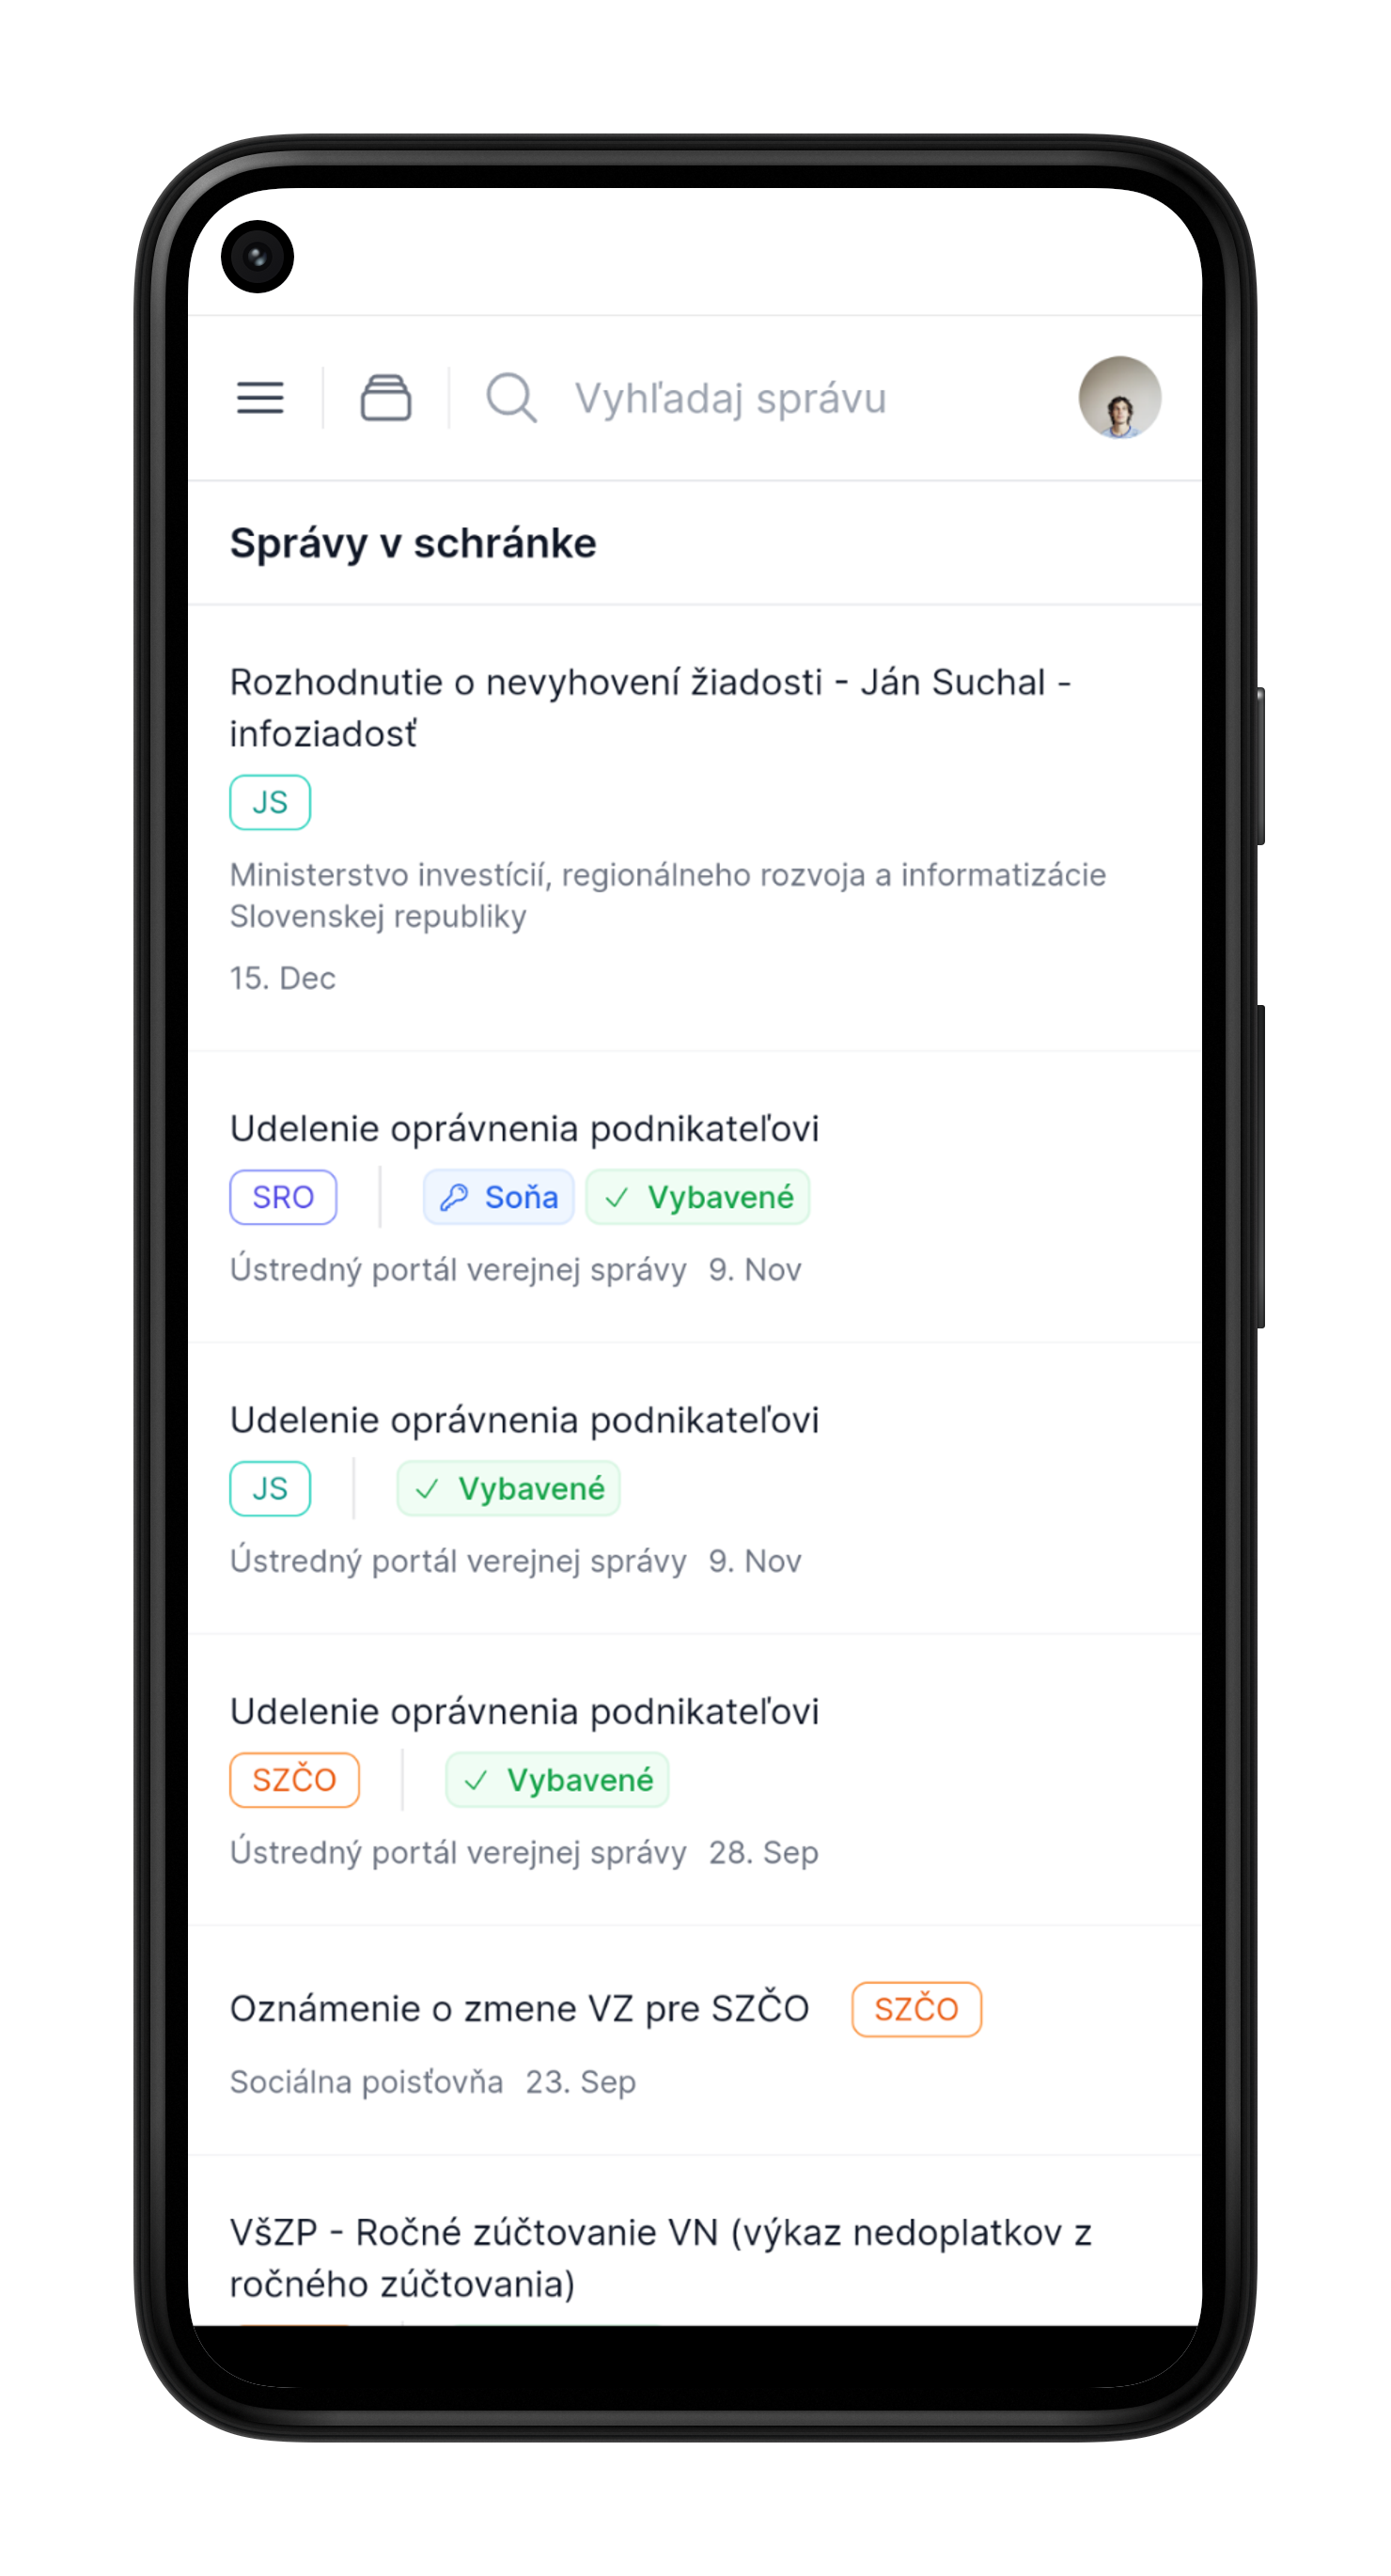 Vyhľadaj správu
Správy v schránke
Rozhodnutie o nevyhovení žiadosti - Ján Suchal -
infoziadosť
JS
Ministerstvo investícií, regionálneho rozvoja a informatizácie
Slovenskej republiky
15. Dec
Udelenie oprávnenia podnikateľovi
SRO Soňa Vybavené
Ústredný portál verejnej správy 9. Nov
Udelenie oprávnenia podnikateľovi
JS Vybavené
Ústredný portál verejnej správy 9. Nov
Udelenie oprávnenia podnikateľovi
SZČO Vybavené
Ústredný portál verejnej správy 28. Sep
Oznámenie o zmene VZ pre SZČO SZČO
Sociálna poisťovňa 23. Sep
VšZP - Ročné zúčtovanie VN (výkaz nedoplatkov z
ročného zúčtovania)